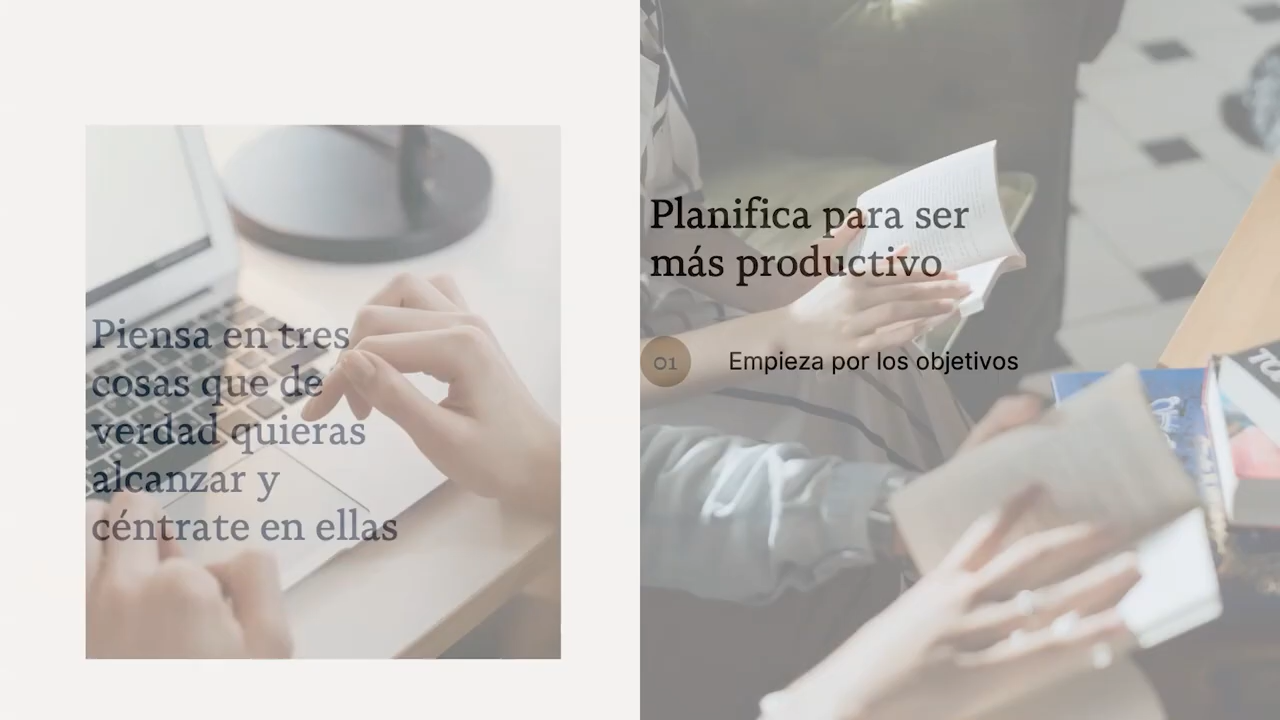 Piensa en tres
cosas que de
verdad quieras
alcanzar y
céntrate en ellas
Planifica para ser
más productivo
01
Empieza por los objetivos